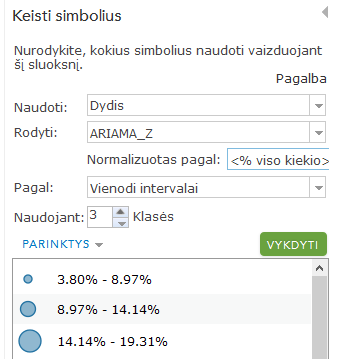 Keisti simbolius
Nurodykite, kokius simbolius naudoti vaizduojant
šį sluoksnį.
Pagalba
Naudoti: Dydis
Rodyti: ARIAMA_Z
Normalizuotas pagal: <% viso kiekio>
Pagal: Vienodi intervalai
Naudojant: 3 Klasės
PARINKTYS VYKDYTI
3.80% - 8.97%
8.97% - 14.14%
14.14% - 19.31%